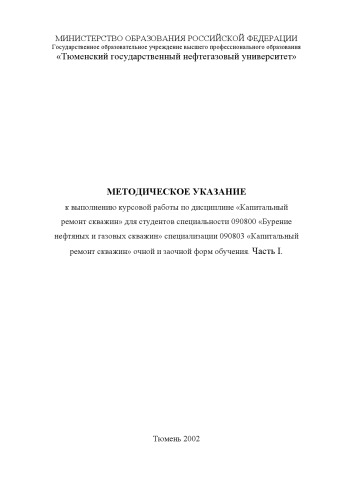 МИНИСТЕРСТВО ОБРАЗОВАНИЯ РОССИЙСКОЙ ФЕДЕРАЦИИ
Государственное образовательное учреждение высшего профессионального образования
«Тюменский государственный нефтегазовый университет»
МЕТОДИЧЕСКОЕ УКАЗАНИЕ
к выполнению курсовой работы по дисциплине «Капитальный
ремонт скважин» для студентов специальности 090800 «Бурение
нефтяных и газовых скважин» специализации 090803 «Капитальный
ремонт скважин» очной и заочной форм обучения. Часть I.
Тюмень 2002